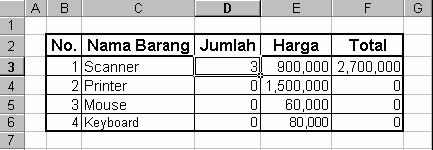 A B C D E F G
1
2 No. Nama Barang Jumlah Harga Total
3 1 Scanner 3 900,000 2,700,000
4 2 Printer 0 1,500,000 0
5 3 Mouse 0 60,000 0
6 4 Keyboard 0 80,000 0
7